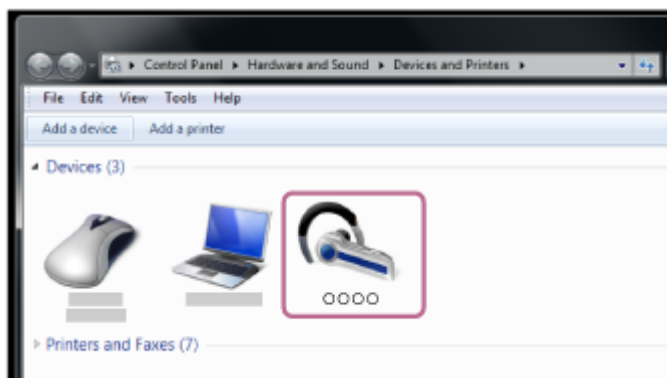 Control Panel ▸ Hardware and Sound ▸ Devices and Printers ▸
File Edit View Tools Help
Add a device Add a printer
Devices (3)
OOOO
Printers and Faxes (7)